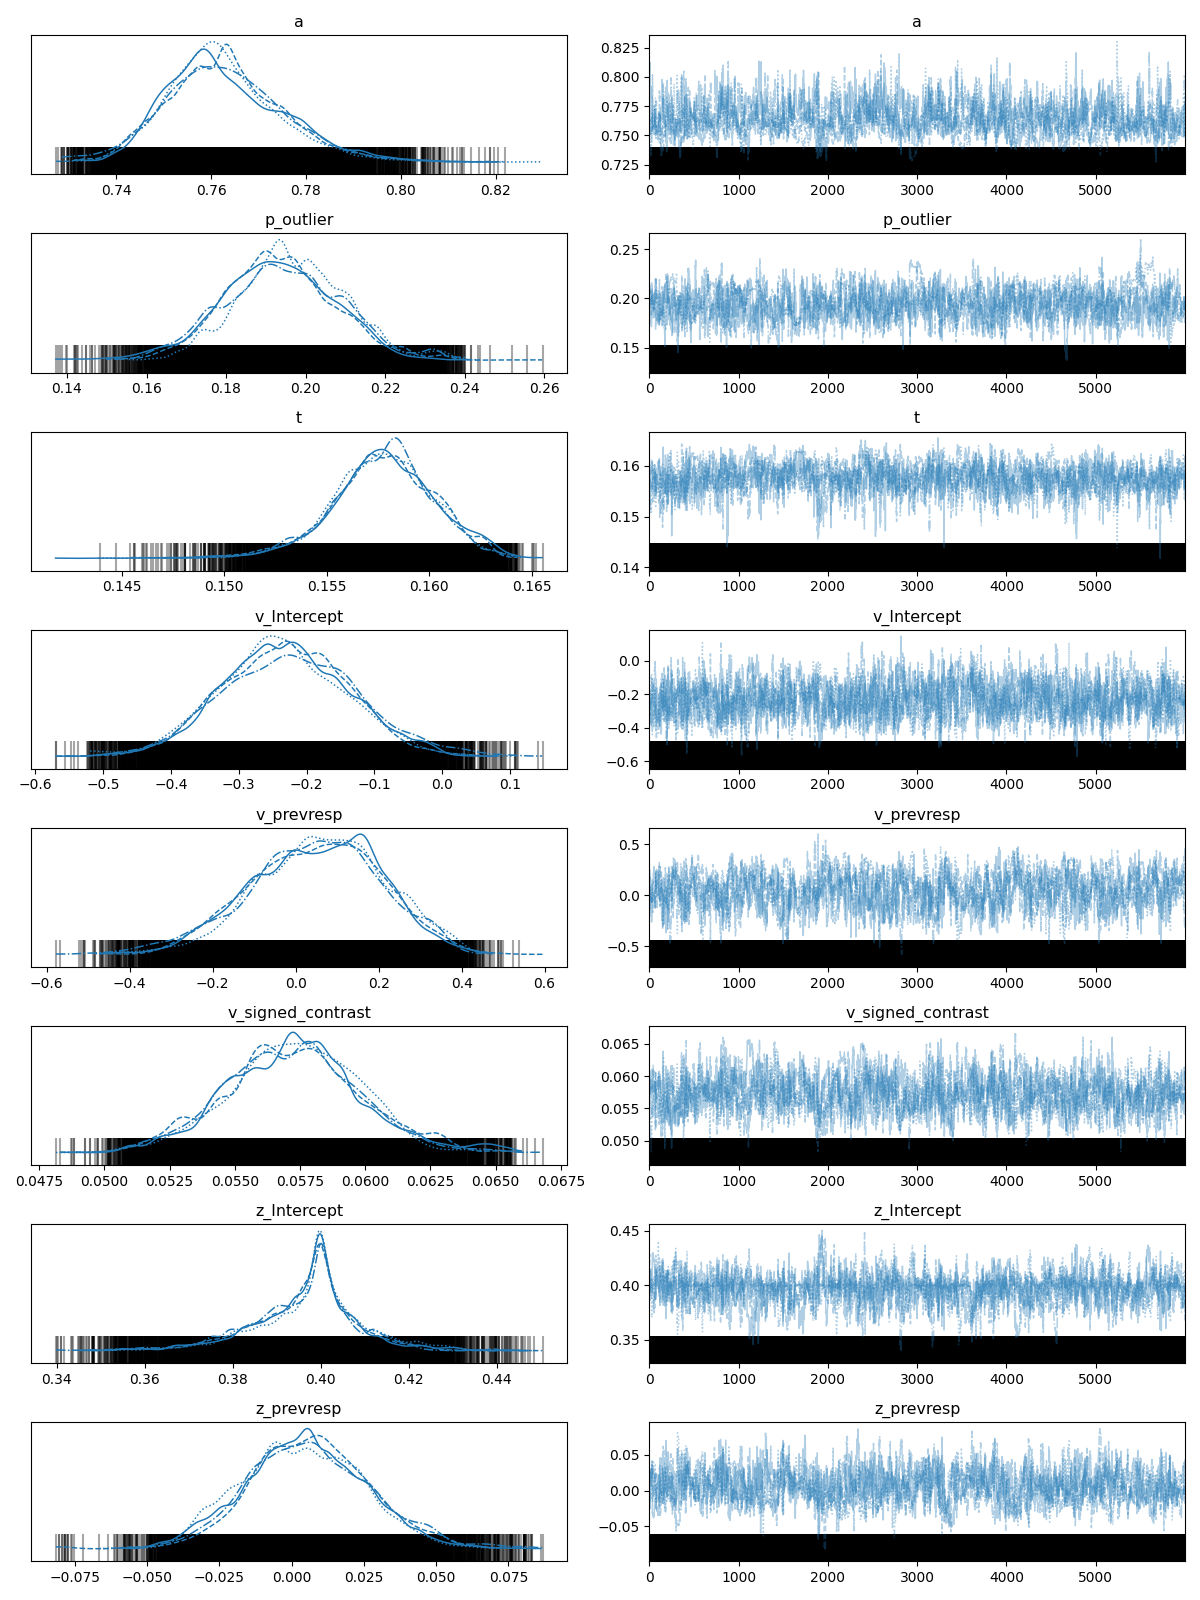 a a
0.825
0.800
0.775
0.750
0.725
0.74 0.76 0.78 0.80 0.82 0 1000 2000 3000 4000 5000
p_outlier p_outlier
0.25
0.20
0.15
0.14 0.16 0.18 0.20 0.22 0.24 0.26 0 1000 2000 3000 4000 5000
t t
0.16
0.15
0.14
0.145 0.150 0.155 0.160 0.165 0 1000 2000 3000 4000 5000
v_Intercept v_Intercept
0.0
−0.2
−0.4
−0.6
−0.6 −0.5 −0.4 −0.3 −0.2 −0.1 0.0 0.1 0 1000 2000 3000 4000 5000
v_prevresp v_prevresp
0.5
0.0
−0.5
−0.6 −0.4 −0.2 0.0 0.2 0.4 0.6 0 1000 2000 3000 4000 5000
v_signed_contrast v_signed_contrast
0.065
0.060
0.055
0.050
0.0475 0.0500 0.0525 0.0550 0.0575 0.0600 0.0625 0.0650 0.0675 0 1000 2000 3000 4000 5000
z_Intercept z_Intercept
0.45
0.40
0.35
0.34 0.36 0.38 0.40 0.42 0.44 0 1000 2000 3000 4000 5000
z_prevresp z_prevresp
0.05
0.00
−0.05
−0.075 −0.050 −0.025 0.000 0.025 0.050 0.075 0 1000 2000 3000 4000 5000